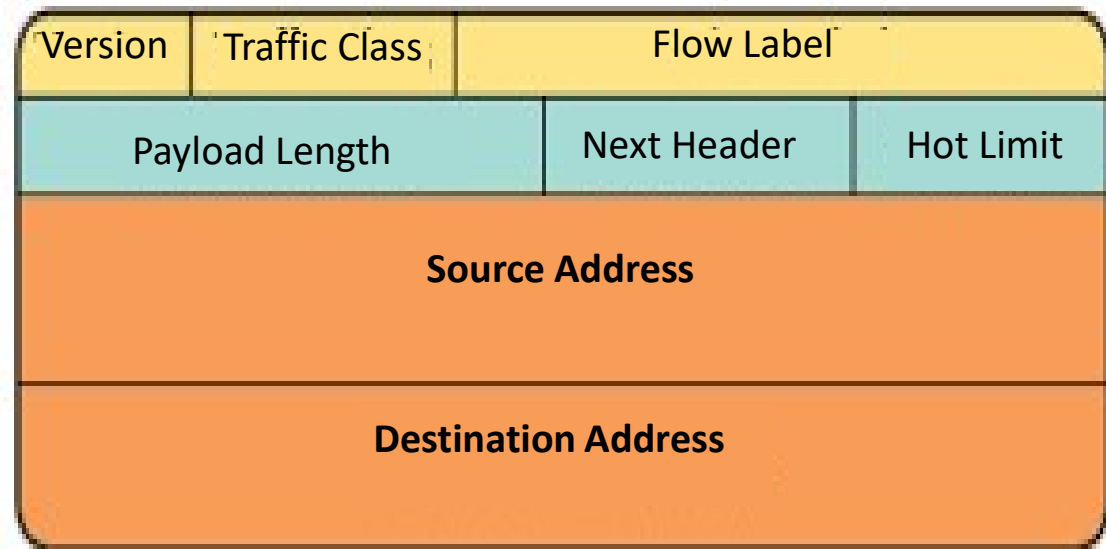 Version Traffic Class Flow Label
Payload Length Next Header Hot Limit
Source Address
Destination Address